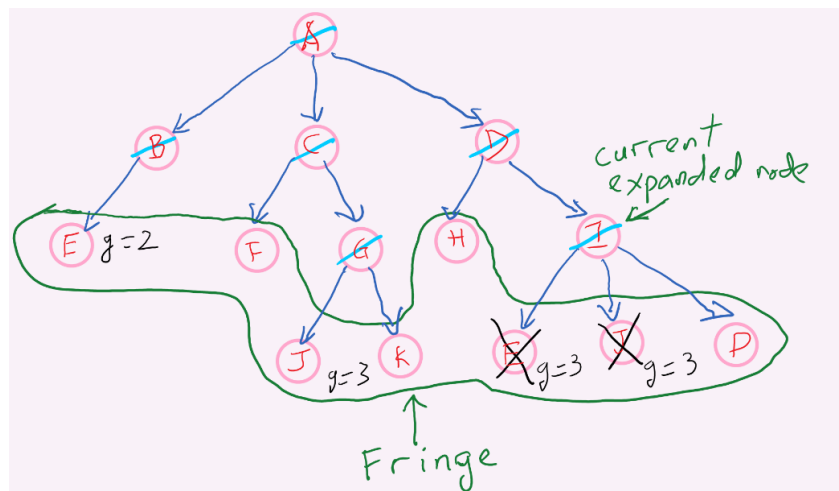 A
B
C
D
current
expanded node
E g=2
F
G
H
I
J g=3
K
E g=3
J g=3
D
Fringe